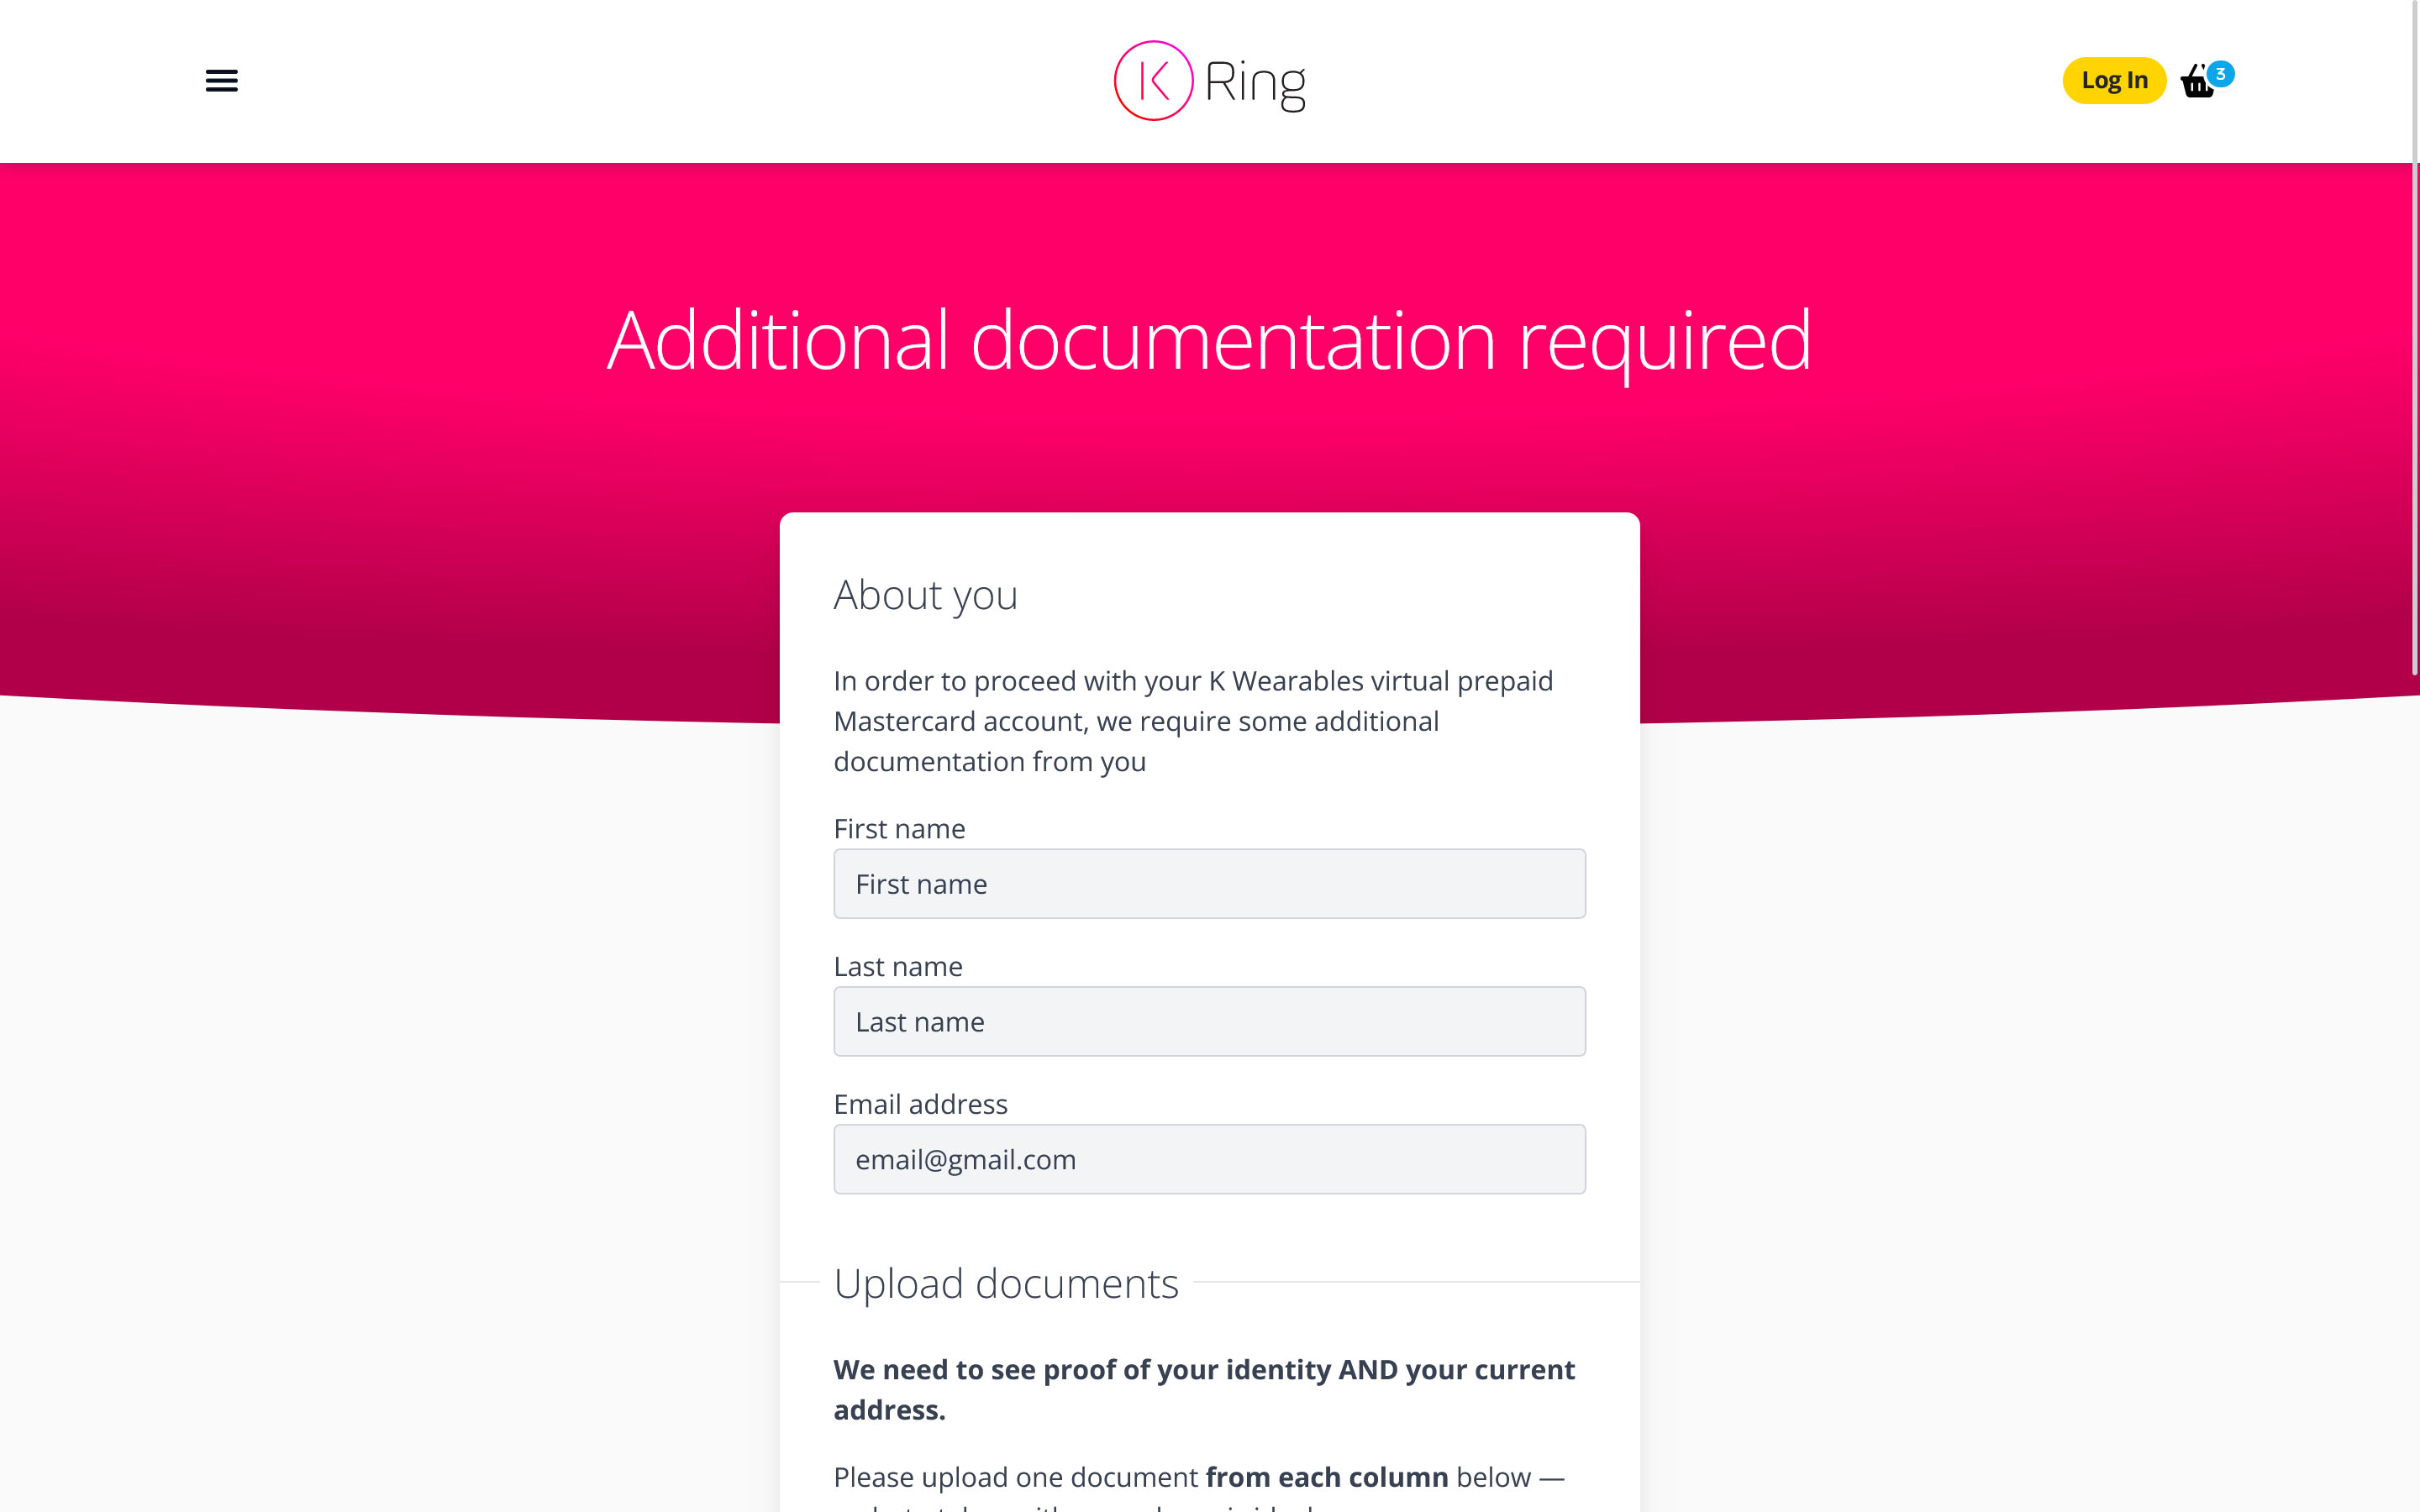 K Ring
Log In
3
Additional documentation required
About you
In order to proceed with your K Wearables virtual prepaid
Mastercard account, we require some additional
documentation from you
First name
First name
Last name
Last name
Email address
email@gmail.com
Upload documents
We need to see proof of your identity AND your current
address.
Please upload one document from each column below —